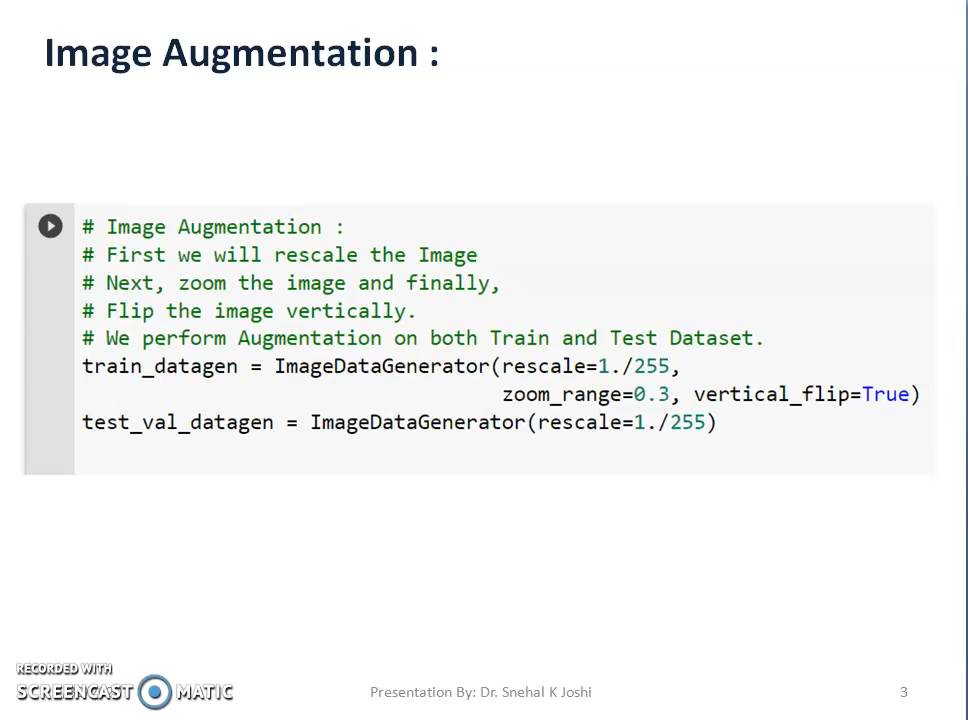 Image Augmentation :
# Image Augmentation :
# First we will rescale the Image
# Next, zoom the image and finally,
# Flip the image vertically.
# We perform Augmentation on both Train and Test Dataset.
train_datagen = ImageDataGenerator(rescale=1./255,
zoom_range=0.3, vertical_flip=True)
test_val_datagen = ImageDataGenerator(rescale=1./255)
RECORDED WITH
SCREENCAST MATIC
Presentation By: Dr. Snehal K Joshi
3